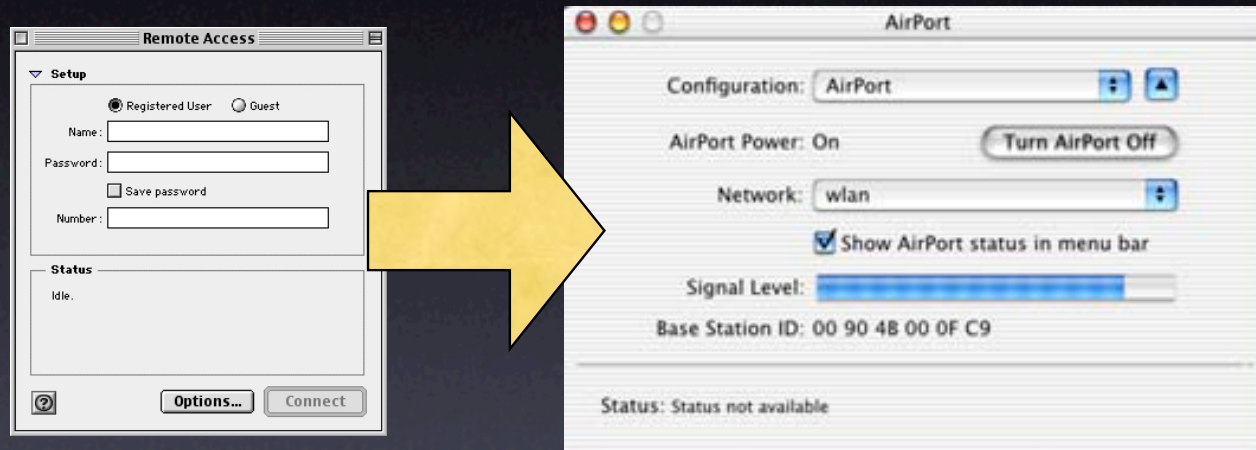 Remote Access
Setup
Registered User Guest
Name:
Password:
Save password
Number:
Status
Idle.
?
Options... Connect
AirPort
Configuration: AirPort
AirPort Power: On Turn AirPort Off
Network: wlan
Show AirPort status in menu bar
Signal Level:
Base Station ID: 00 90 4B 00 0F C9
Status: Status not available